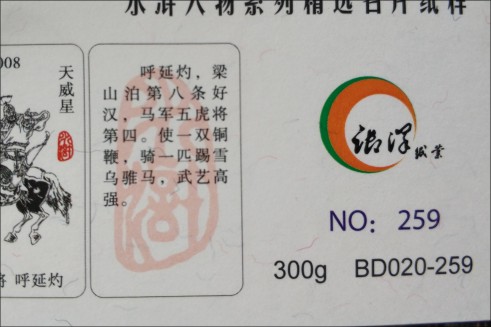 水浒人物系列精选名片纸样
008
天威星
呼延灼
呼延灼，梁
山泊第八条好
汉，马军五虎将
第四。使一双铜
鞭，骑一匹踢雪
乌骓马，武艺高
强。
纸业
NO: 259
300g BD020-259